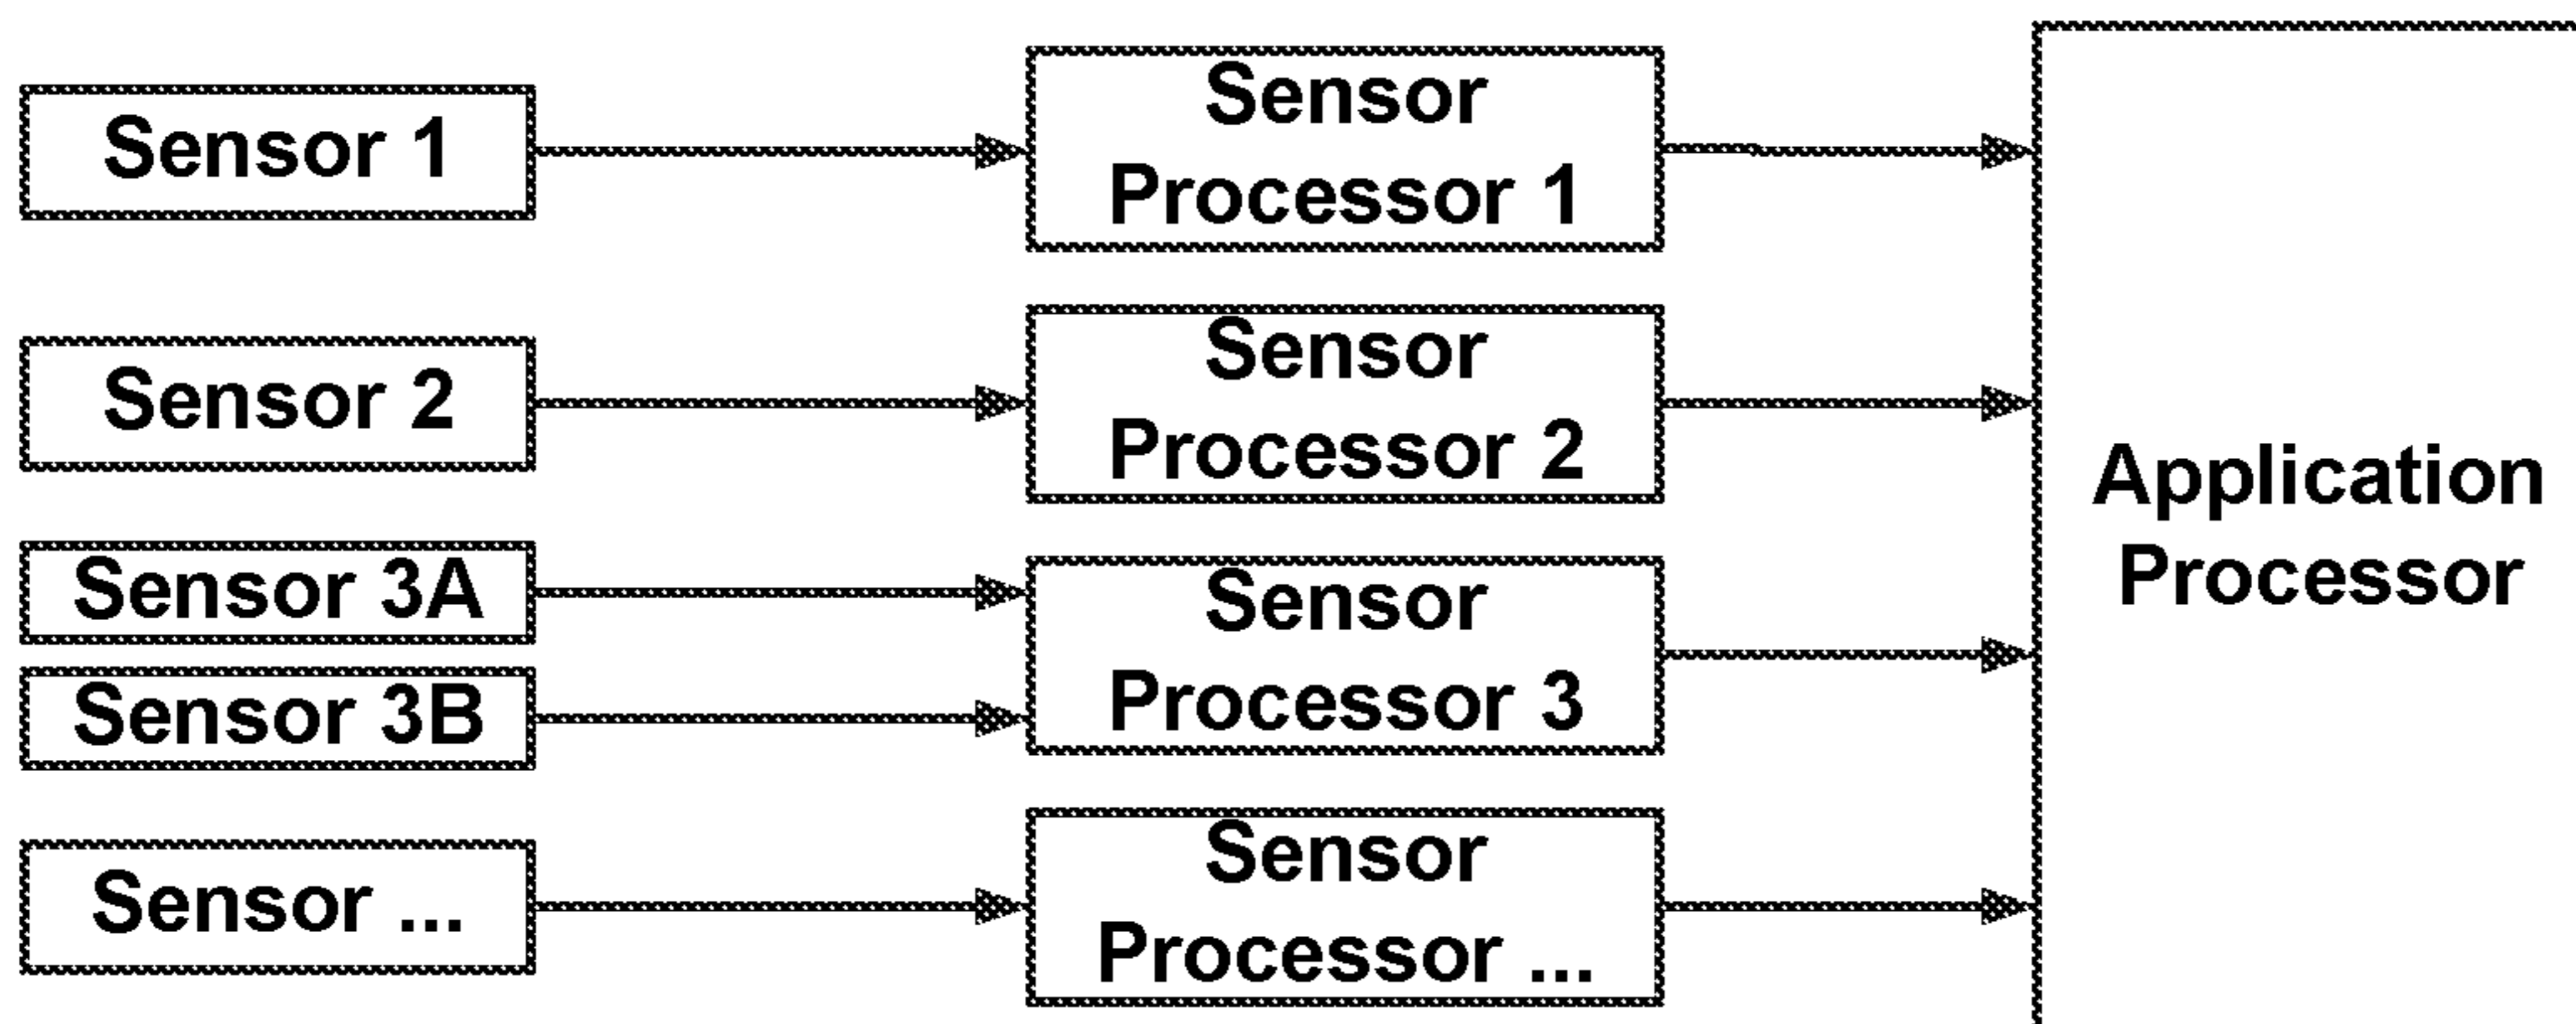 Sensor 1
Sensor
Processor 1
Sensor 2
Sensor
Processor 2
Sensor 3A
Sensor 3B
Sensor
Processor 3
Sensor ...
Sensor
Processor ...
Application
Processor